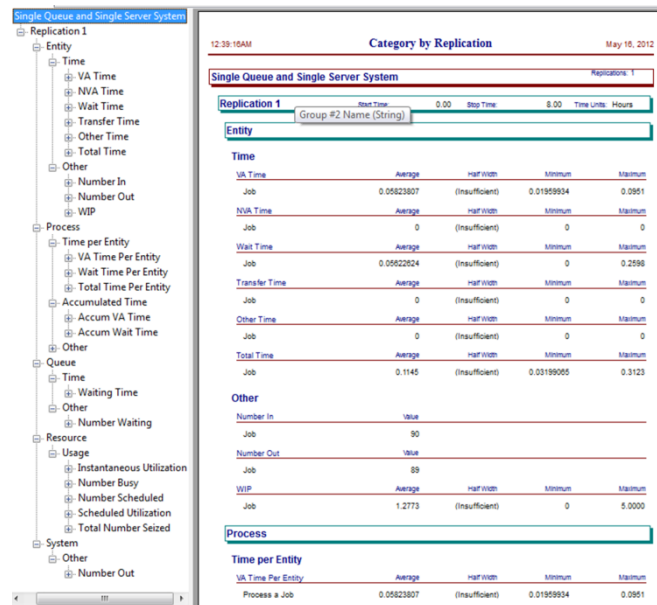 Single Queue and Single Server System
Replication 1
Entity
Time
VA Time
NVA Time
Wait Time
Transfer Time
Other Time
Total Time
Other
Number In
Number Out
WIP
Process
Time per Entity
VA Time Per Entity
Wait Time Per Entity
Total Time Per Entity
Accumulated Time
Accum VA Time
Accum Wait Time
Other
Queue
Time
Waiting Time
Other
Number Waiting
Resource
Usage
Instantaneous Utilization
Number Busy
Number Scheduled
Scheduled Utilization
Total Number Seized
System
Other
Number Out
12:39:16AM Category by Replication May 16, 2012
Single Queue and Single Server System Replications: 1
Replication 1 Start Time: 0.00 Stop Time: 8.00 Time Units: Hours
Group #2 Name (String)
Entity
Time
VA Time Average Half Width Minimum Maximum
Job 0.05823807 (Insufficient) 0.01959934 0.0951
NVA Time Average Half Width Minimum Maximum
Job 0 (Insufficient) 0 0
Wait Time Average Half Width Minimum Maximum
Job 0.05622624 (Insufficient) 0 0.2598
Transfer Time Average Half Width Minimum Maximum
Job 0 (Insufficient) 0 0
Other Time Average Half Width Minimum Maximum
Job 0 (Insufficient) 0 0
Total Time Average Half Width Minimum Maximum
Job 0.1145 (Insufficient) 0.03199065 0.3123
Other
Number In Value
Job 90
Number Out Value
Job 89
WIP Average Half Width Minimum Maximum
Job 1.2773 (Insufficient) 0 5.0000
Process
Time per Entity
VA Time Per Entity Average Half Width Minimum Maximum
Process a Job 0.05823807 (Insufficient) 0.01959934 0.0951